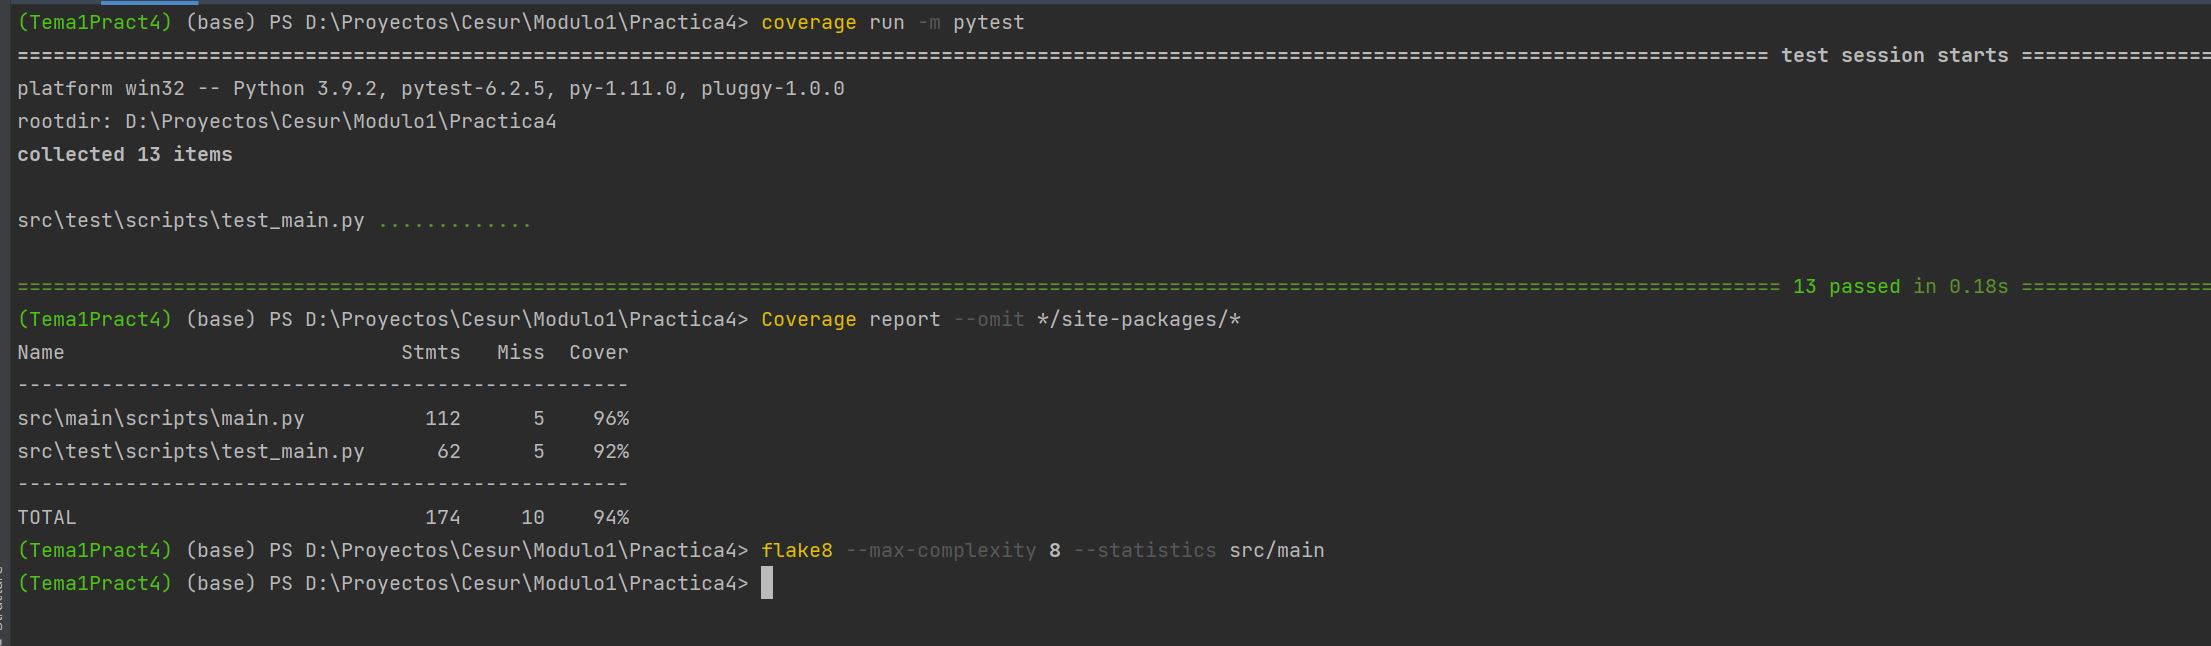 (Tema1Pract4) (base) PS D:\Proyectos\Cesur\Modulo1\Practica4> coverage run -m pytest
================================================================================================================================================== test session starts ================
platform win32 -- Python 3.9.2, pytest-6.2.5, py-1.11.0, pluggy-1.0.0
rootdir: D:\Proyectos\Cesur\Modulo1\Practica4
collected 13 items
src\test\scripts\test_main.py .............
=================================================================================================================================================== 13 passed in 0.18s ================
(Tema1Pract4) (base) PS D:\Proyectos\Cesur\Modulo1\Practica4> Coverage report --omit */site-packages/*
Name                            Stmts   Miss  Cover
---------------------------------------------------
src\main\scripts\main.py          112      5    96%
src\test\scripts\test_main.py      62      5    92%
---------------------------------------------------
TOTAL                             174     10    94%
(Tema1Pract4) (base) PS D:\Proyectos\Cesur\Modulo1\Practica4> flake8 --max-complexity 8 --statistics src/main
(Tema1Pract4) (base) PS D:\Proyectos\Cesur\Modulo1\Practica4>